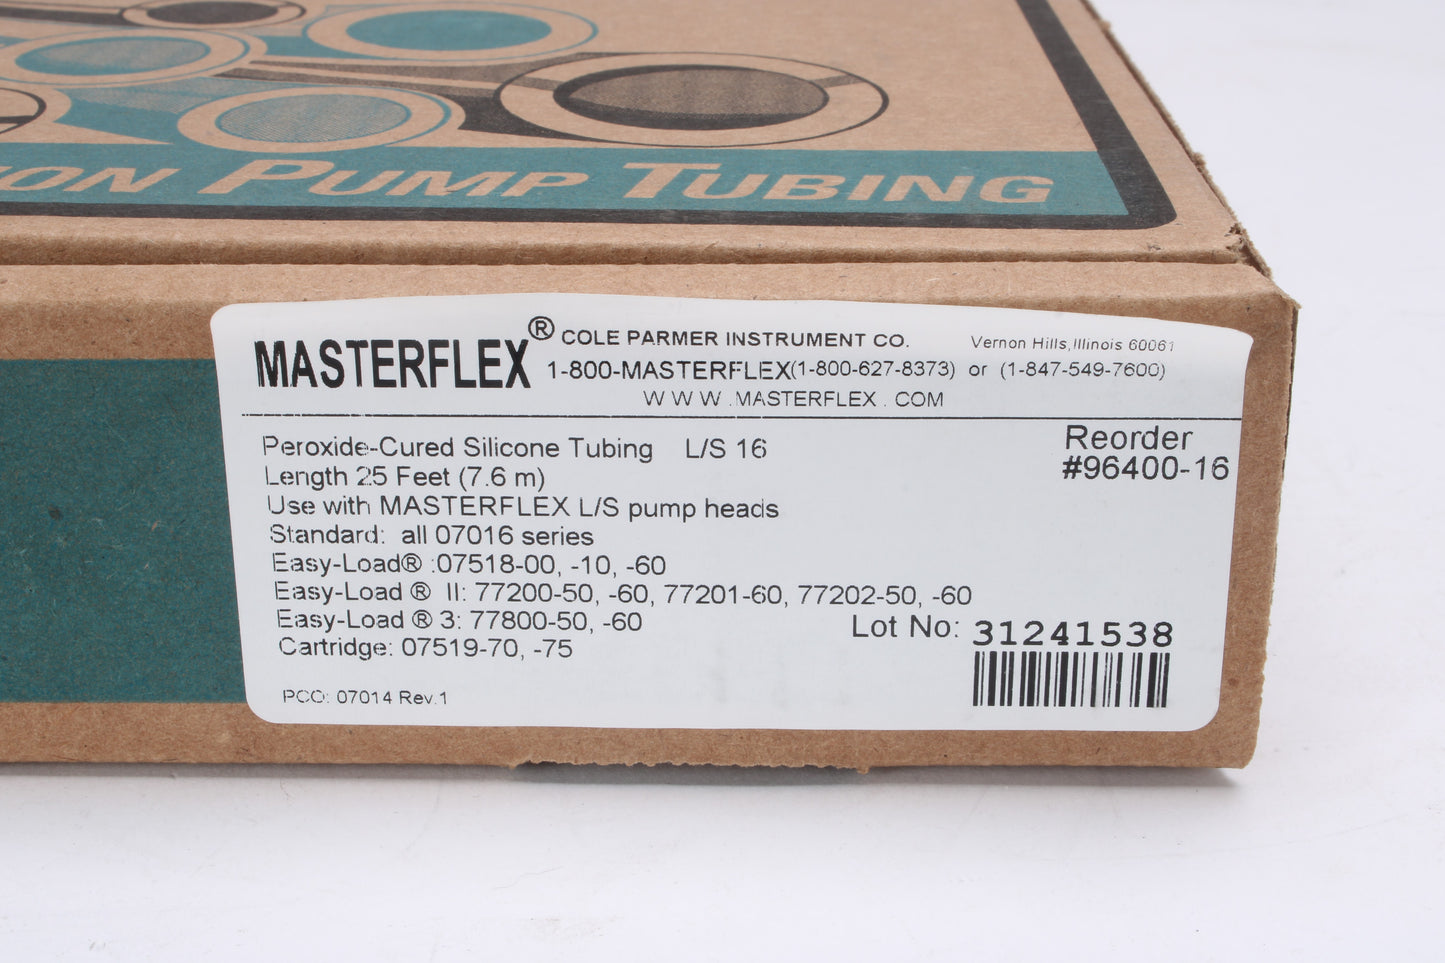 ION PUMP TUBING
MASTERFLEX® COLE PARMER INSTRUMENT CO. Vernon Hills,Illinois 60061
1-800-MASTERFLEX(1-800-627-8373) or (1-847-549-7600)
WWW.MASTERFLEX.COM
Peroxide-Cured Silicone Tubing L/S 16
Reorder
Length 25 Feet (7.6 m)
#96400-16
Use with MASTERFLEX L/S pump heads
Standard: all 07016 series
Easy-Load® :07518-00, -10, -60
Easy-Load ® II: 77200-50, -60, 77201-60, 77202-50, -60
Easy-Load ® 3: 77800-50, -60
Lot No: 31241538
Cartridge: 07519-70, -75
PCO: 07014 Rev.1